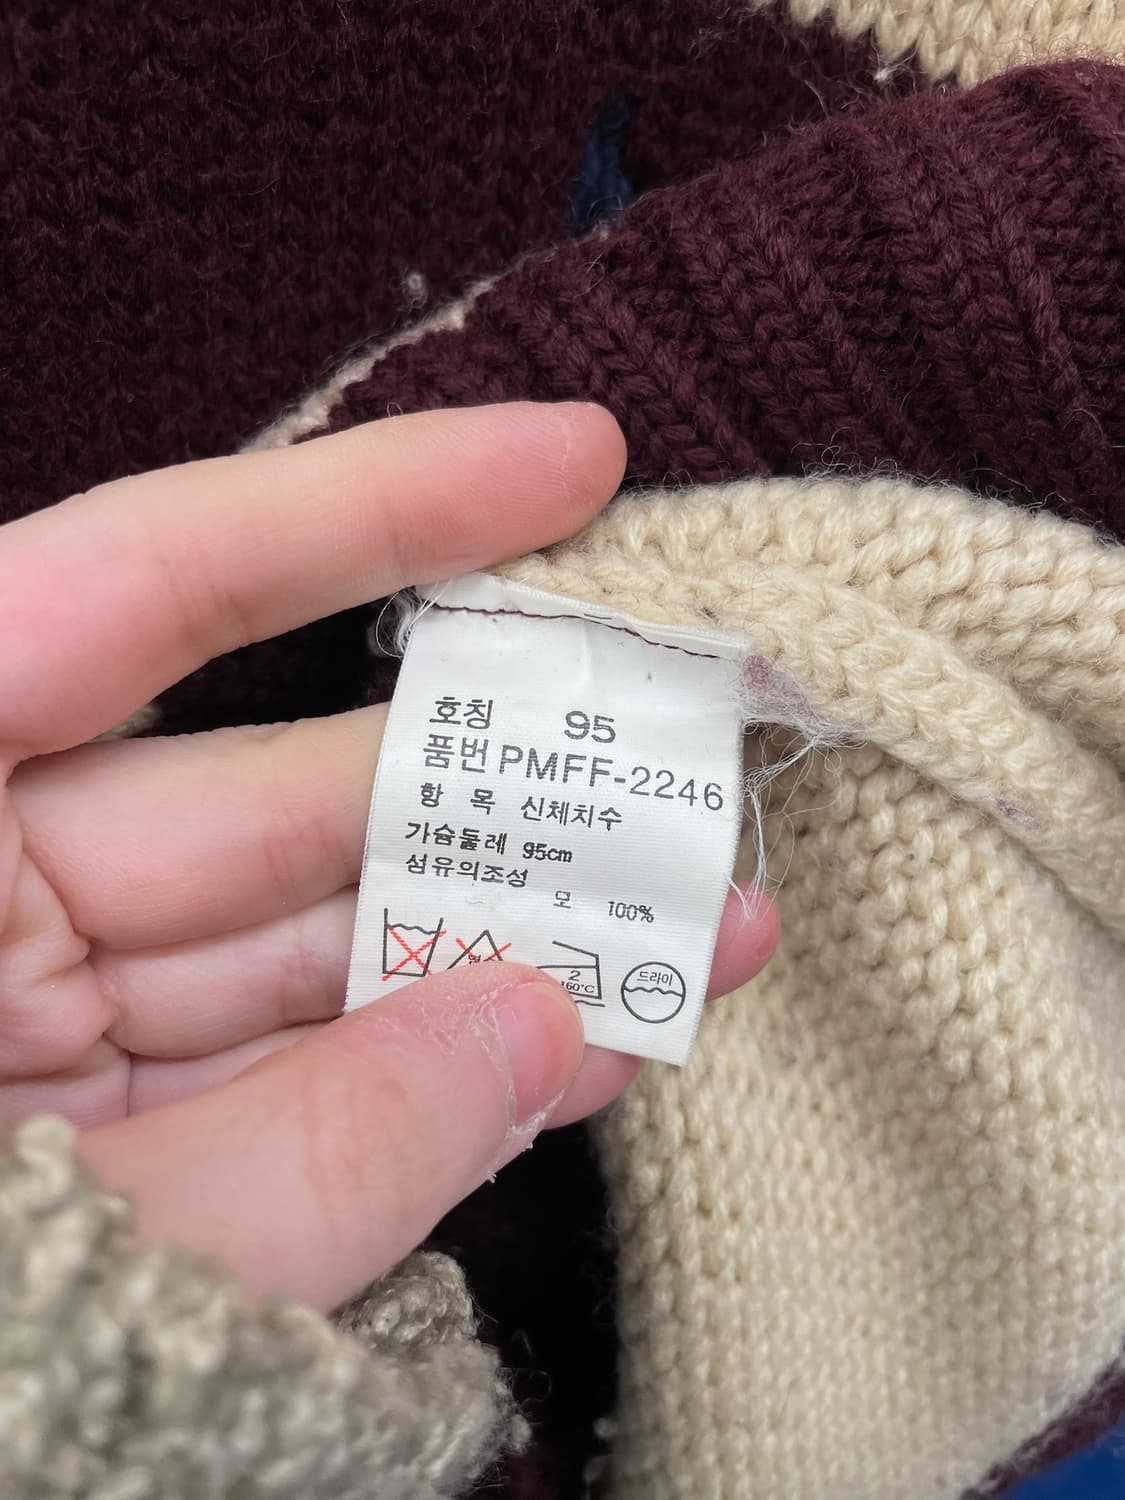 호칭 95
품번 PMFF-2246
항 목 신체치수
가슴둘레 95cm
섬유의조성
모 100%
2
160°C
드라이